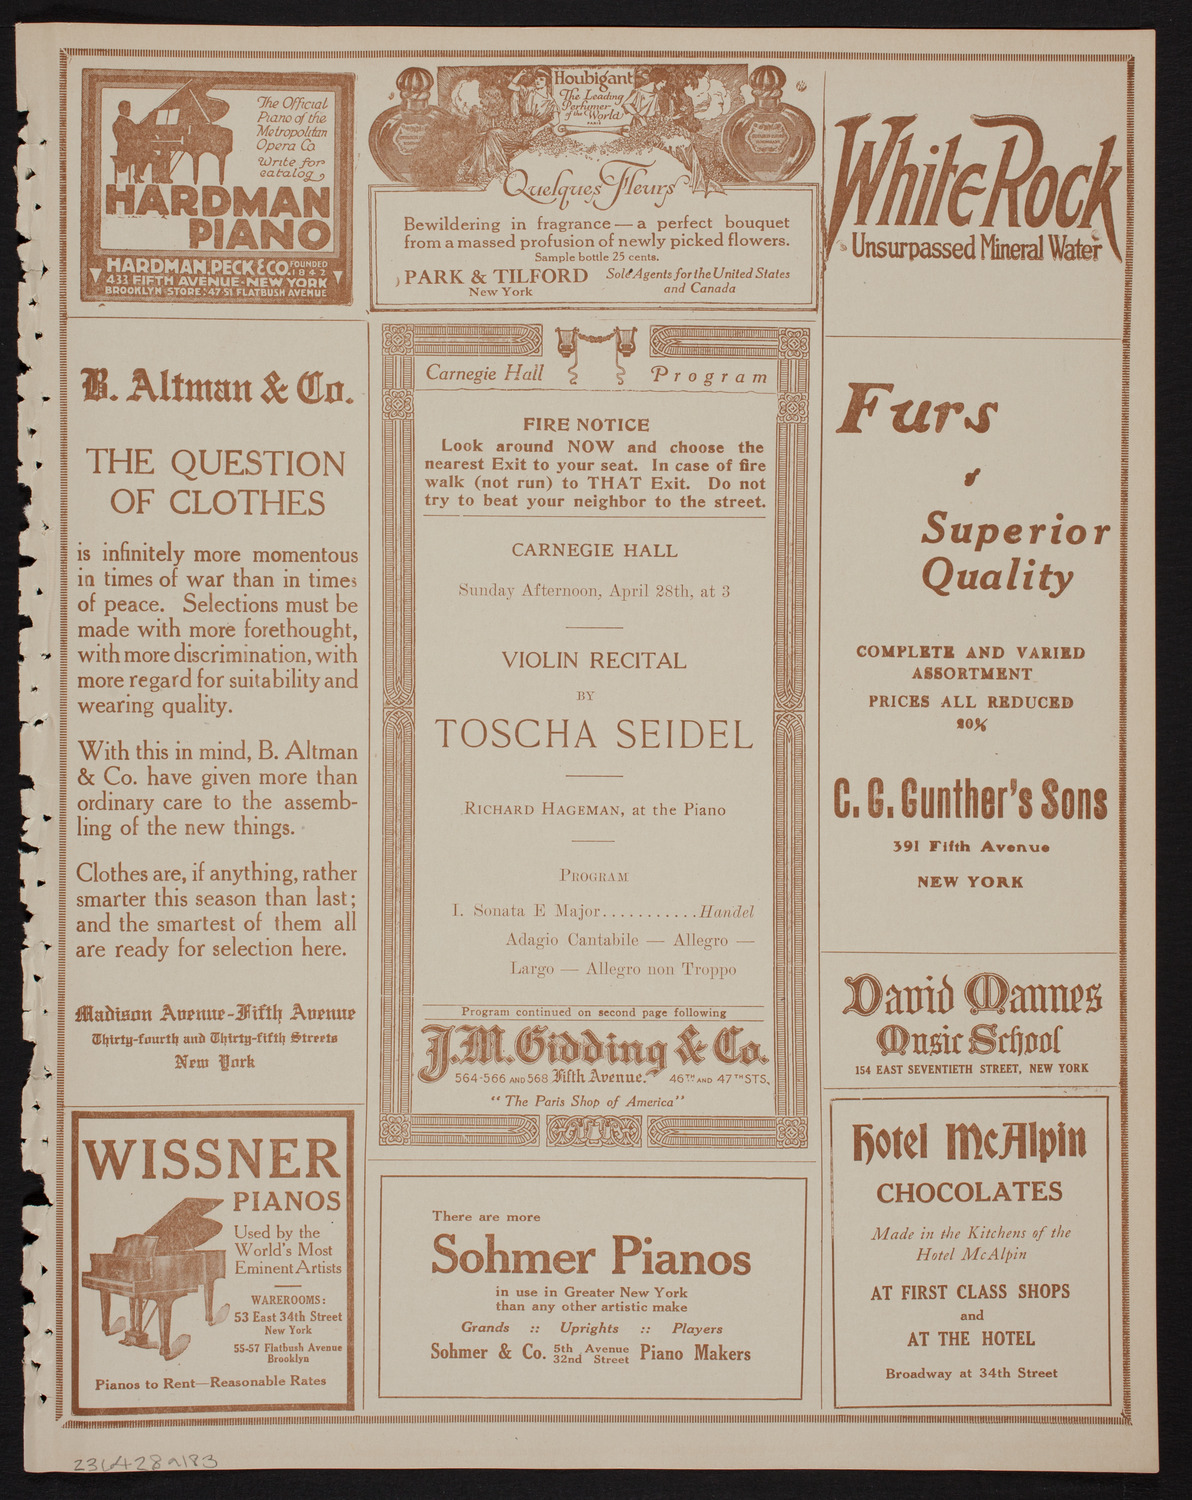 The Official
Piano of the
Metropolitan
Opera Co.
Write for
catalog
HARDMAN
PIANO
HARDMAN, PECK & CO. FOUNDED 1842
433 FIFTH AVENUE - NEW YORK
BROOKLYN STORE: 47-51 FLATBUSH AVENUE
Houbigant
The Leading
Perfumer
of the World
PARIS
Quelques Fleurs
Bewildering in fragrance — a perfect bouquet
from a massed profusion of newly picked flowers.
Sample bottle 25 cents.
PARK & TILFORD
New York
Sole Agents for the United States
and Canada
White Rock
Unsurpassed Mineral Water
B. Altman & Co.
THE QUESTION
OF CLOTHES
is infinitely more momentous
in times of war than in times
of peace. Selections must be
made with more forethought,
with more discrimination, with
more regard for suitability and
wearing quality.
With this in mind, B. Altman
& Co. have given more than
ordinary care to the assemb-
ling of the new things.
Clothes are, if anything, rather
smarter this season than last;
and the smartest of them all
are ready for selection here.
Madison Avenue-Fifth Avenue
Thirty-fourth and Thirty-fifth Streets
New York
WISSNER
PIANOS
Used by the
World's Most
Eminent Artists
WAREROOMS:
53 East 34th Street
New York
55-57 Flatbush Avenue
Brooklyn
Pianos to Rent—Reasonable Rates
Carnegie Hall Program
FIRE NOTICE
Look around NOW and choose the
nearest Exit to your seat. In case of fire
walk (not run) to THAT Exit. Do not
try to beat your neighbor to the street.
CARNEGIE HALL
Sunday Afternoon, April 28th, at 3
VIOLIN RECITAL
BY
TOSCHA SEIDEL
RICHARD HAGEMAN, at the Piano
PROGRAM
I. Sonata E Major...........Handel
Adagio Cantabile — Allegro —
Largo — Allegro non Troppo
Program continued on second page following
J. M. Gidding & Co.
564-566 AND 568 Fifth Avenue. 46TH AND 47TH STS.
"The Paris Shop of America"
There are more
Sohmer Pianos
in use in Greater New York
than any other artistic make
Grands :: Uprights :: Players
Sohmer & Co. 5th Avenue 32nd Street Piano Makers
Furs
of
Superior
Quality
COMPLETE AND VARIED
ASSORTMENT
PRICES ALL REDUCED
20%
C. G. Gunther's Sons
391 Fifth Avenue
NEW YORK
David Mannes
Music School
154 EAST SEVENTIETH STREET, NEW YORK
Hotel McAlpin
CHOCOLATES
Made in the Kitchens of the
Hotel McAlpin
AT FIRST CLASS SHOPS
and
AT THE HOTEL
Broadway at 34th Street